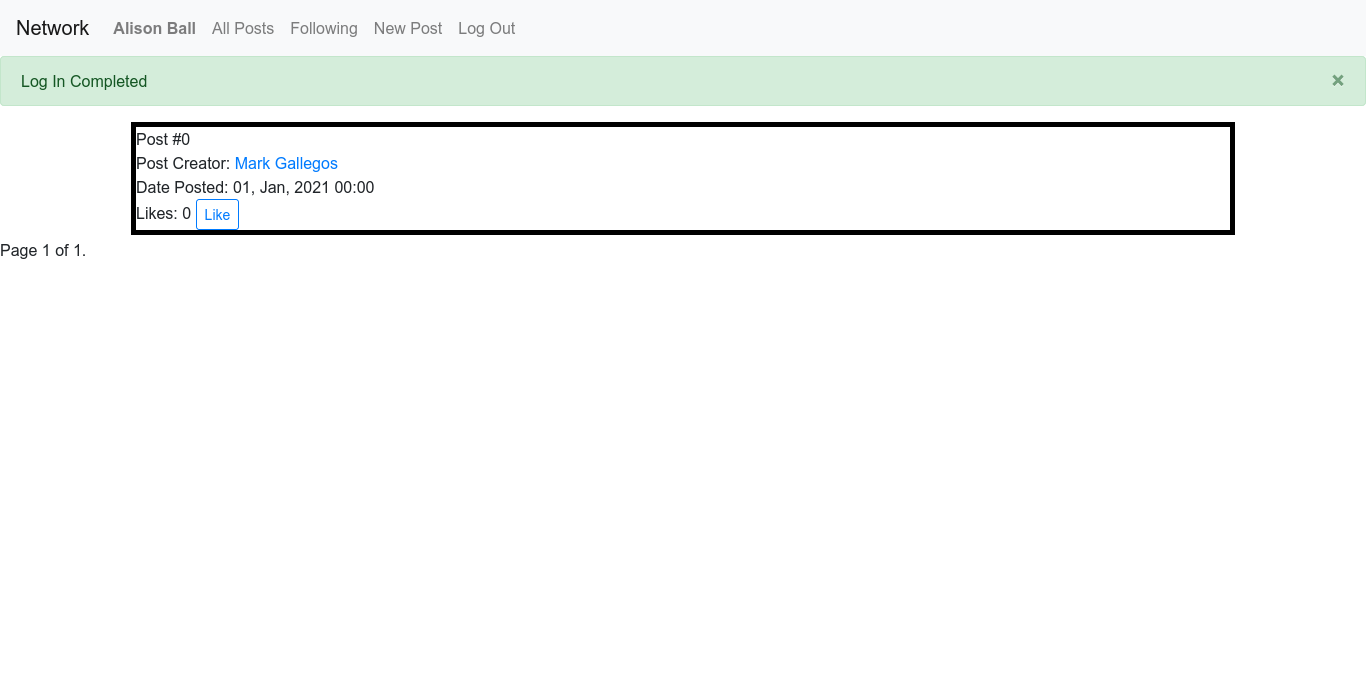 Network Alison Ball All Posts Following New Post Log Out
Log In Completed ×
Post #0
Post Creator: Mark Gallegos
Date Posted: 01, Jan, 2021 00:00
Likes: 0 Like
Page 1 of 1.